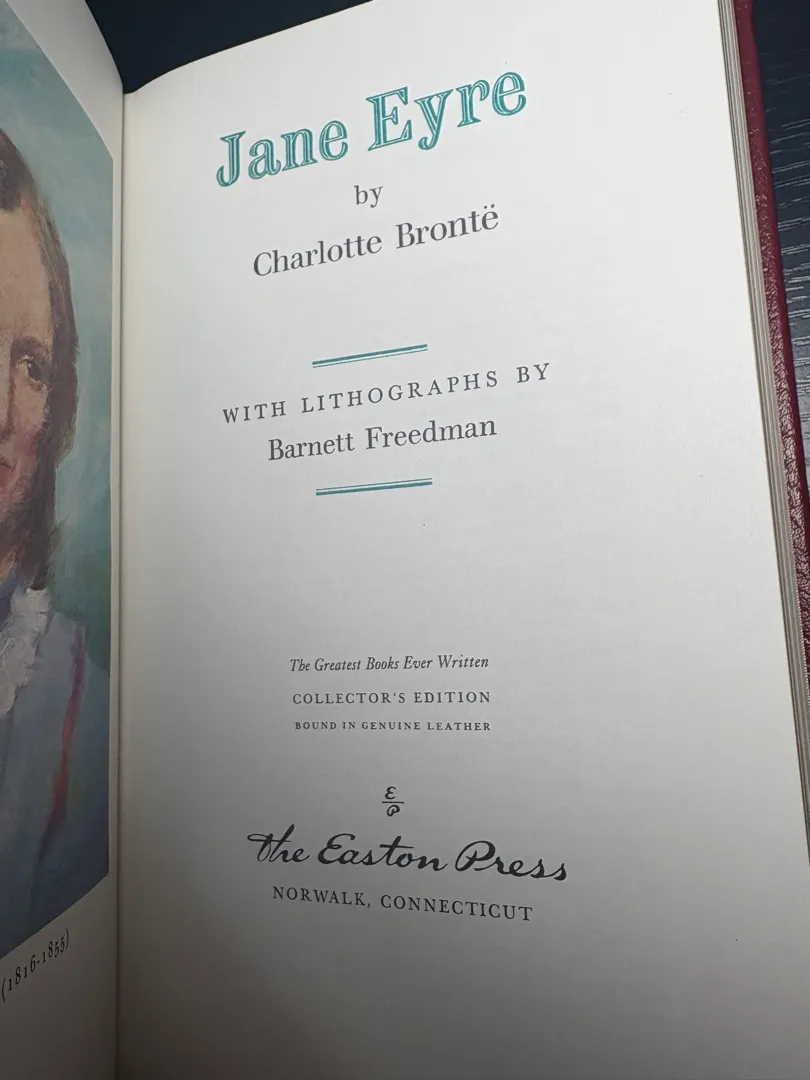 (1816-1855)
Jane Eyre
by
Charlotte Brontë
WITH LITHOGRAPHS BY
Barnett Freedman
The Greatest Books Ever Written
COLLECTOR'S EDITION
BOUND IN GENUINE LEATHER
E
P
The Easton Press
NORWALK, CONNECTICUT